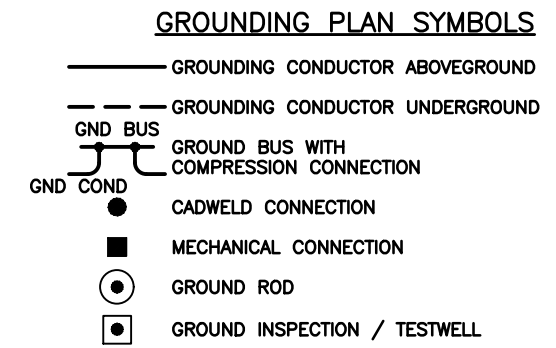 GROUNDING PLAN SYMBOLS
GROUNDING CONDUCTOR ABOVEGROUND
GROUNDING CONDUCTOR UNDERGROUND
GND BUS
GROUND BUS WITH
COMPRESSION CONNECTION
GND COND
CADWELD CONNECTION
MECHANICAL CONNECTION
GROUND ROD
GROUND INSPECTION / TESTWELL